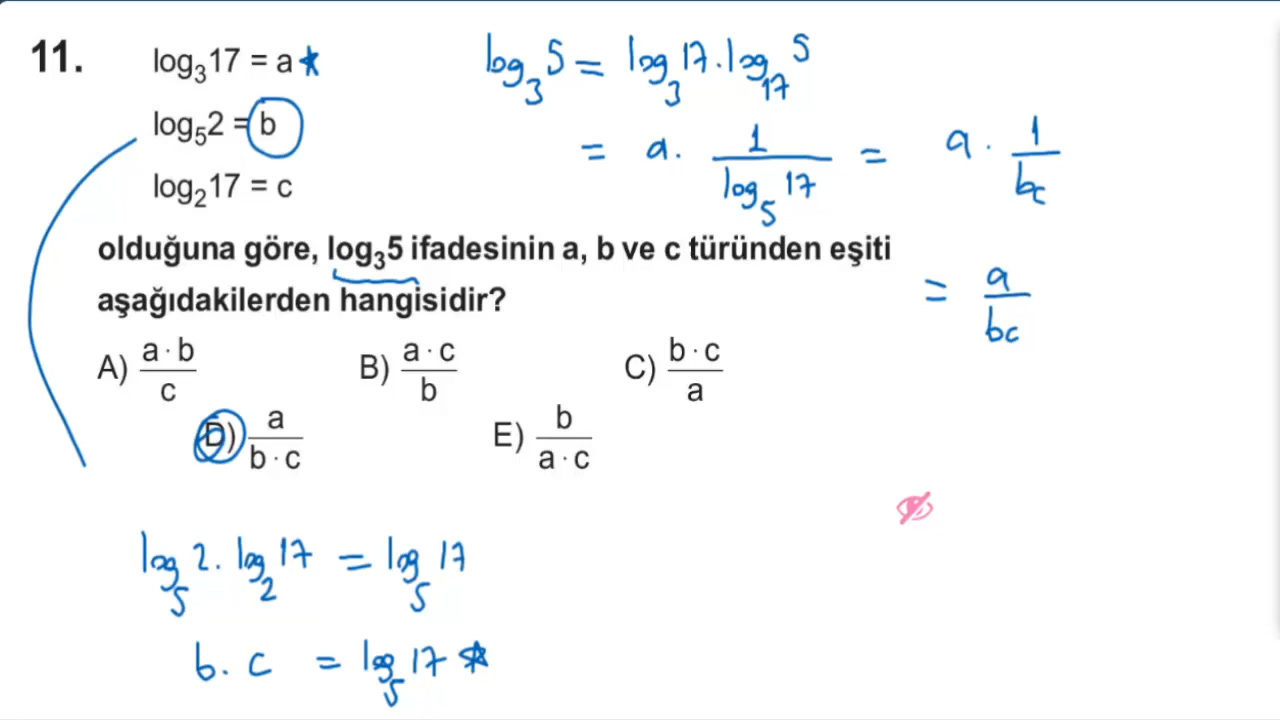 11. log₃17 = a*
log₅2 = b
log₂17 = c
olduğuna göre, log₃5 ifadesinin a, b ve c türünden eşiti
aşağıdakilerden hangisidir?
A) a · b / c B) a · c / b C) b · c / a
D) a / b · c E) b / a · c
log₃5 = log₃17 . log₁₇5
= a . 1 / log₅17 = a . 1 / bc
= a / bc
log₅2 . log₂17 = log₅17
b . c = log₅17 *